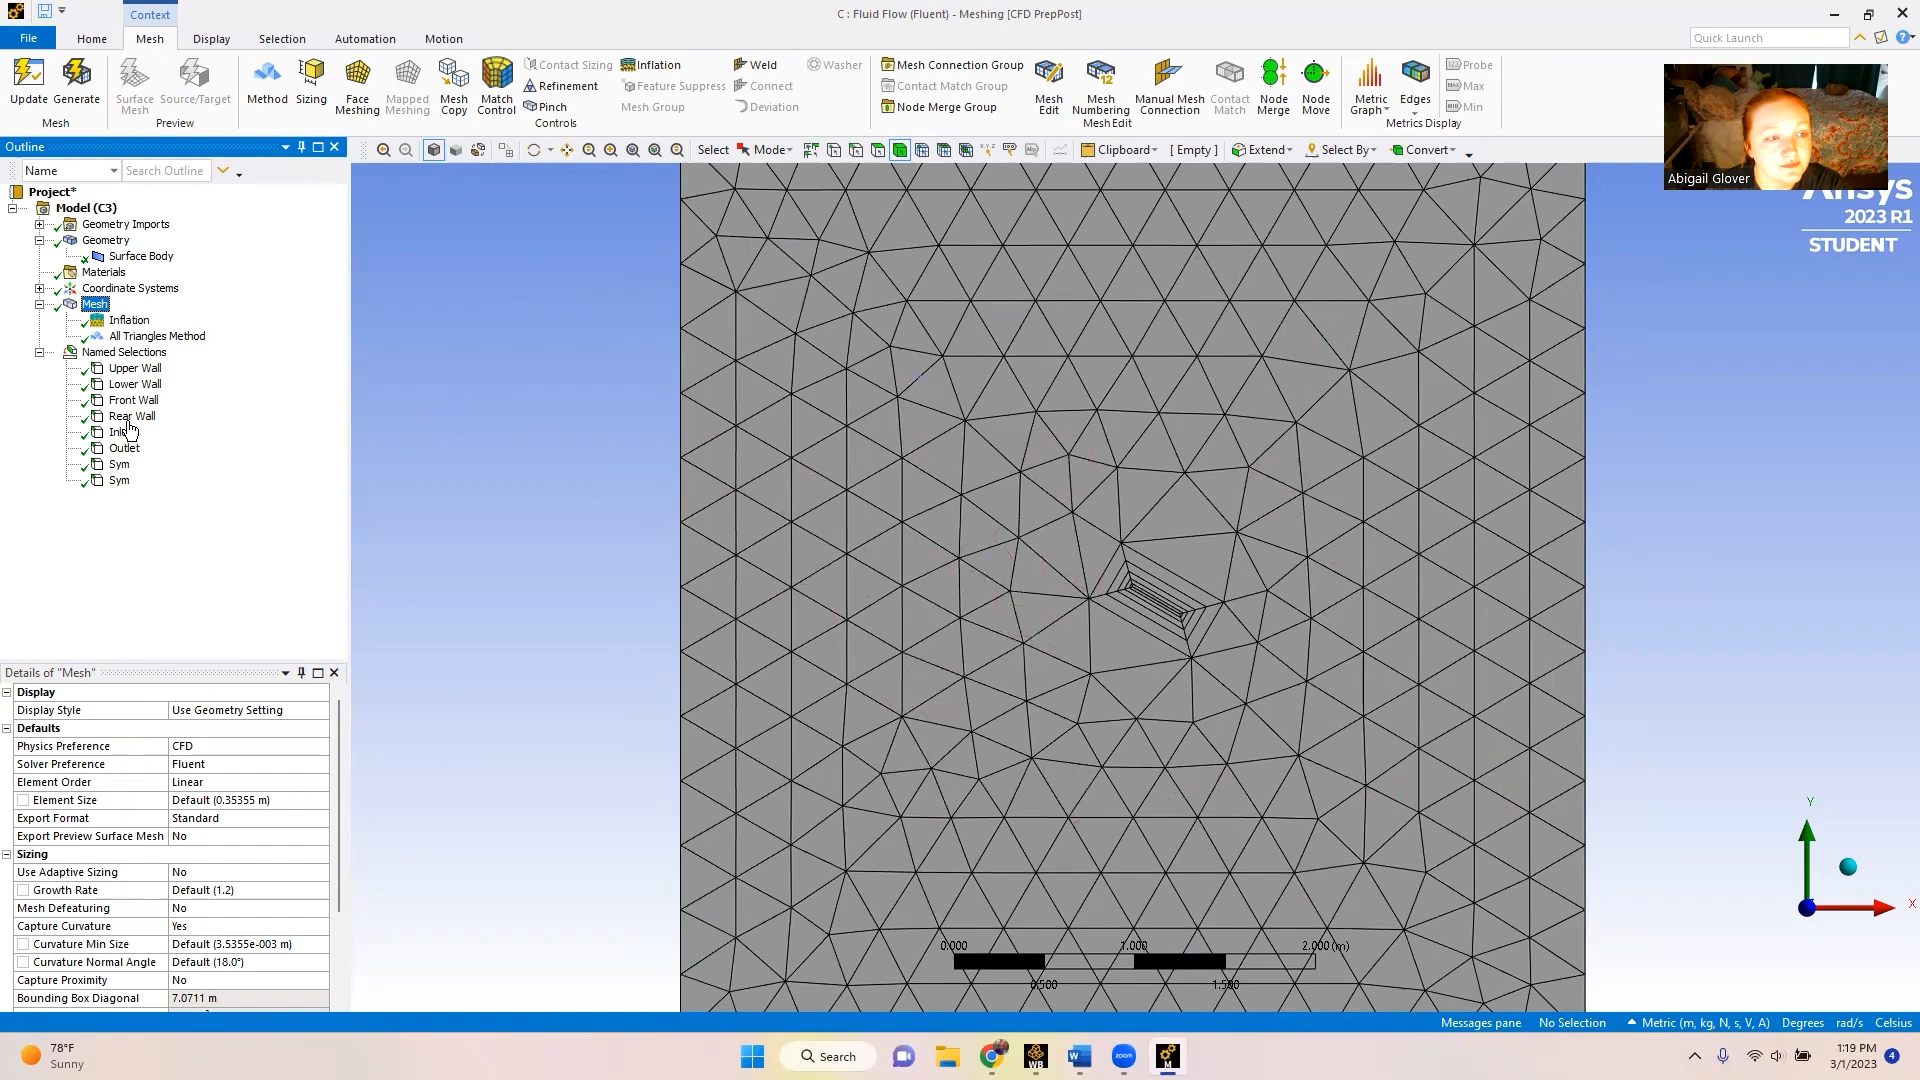 Context
C : Fluid Flow (Fluent) - Meshing [CFD PrepPost]
File Home Mesh Display Selection Automation Motion
Quick Launch
Update Generate
Mesh
Surface Mesh Source/Target
Preview
Method Sizing Face Meshing Mapped Meshing Mesh Copy Match Control
Contact Sizing
Refinement
Pinch
Inflation
Feature Suppress
Mesh Group
Weld
Connect
Deviation
Washer
Controls
Mesh Connection Group
Contact Match Group
Node Merge Group
Mesh Edit Mesh Numbering Manual Mesh Connection Contact Match Node Merge Node Move
Mesh Edit
Metric Graph Edges
Probe
Max
Min
Metrics Display
Outline
Name Search Outline
Select Mode Clipboard [ Empty ] Extend Select By Convert
Project*
Model (C3)
Geometry Imports
Geometry
Surface Body
Materials
Coordinate Systems
Mesh
Inflation
All Triangles Method
Named Selections
Upper Wall
Lower Wall
Front Wall
Rear Wall
Outlet
Sym
Sym
Abigail Glover
Ansys
2023 R1
STUDENT
Details of "Mesh"
Display
Display Style Use Geometry Setting
Defaults
Physics Preference CFD
Solver Preference Fluent
Element Order Linear
Element Size Default (0.35355 m)
Export Format Standard
Export Preview Surface Mesh No
Sizing
Use Adaptive Sizing No
Growth Rate Default (1.2)
Mesh Defeaturing No
Capture Curvature Yes
Curvature Min Size Default (3.5355e-003 m)
Curvature Normal Angle Default (18.0°)
Capture Proximity No
Bounding Box Diagonal 7.0711 m
0.000 1.000 2.000 (m)
0.500 1.500
Y
X
Messages pane No Selection Metric (m, kg, N, s, V, A) Degrees rad/s Celsius
78°F
Sunny
Search
WB
W
zoom
M
1:19 PM
3/1/2023
4